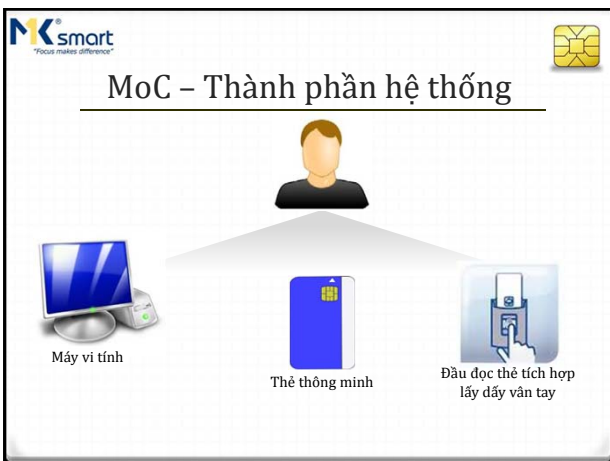 MK® smart
"Focus makes difference"
MoC – Thành phần hệ thống
Máy vi tính
Thẻ thông minh
Đầu đọc thẻ tích hợp
lấy dấy vân tay